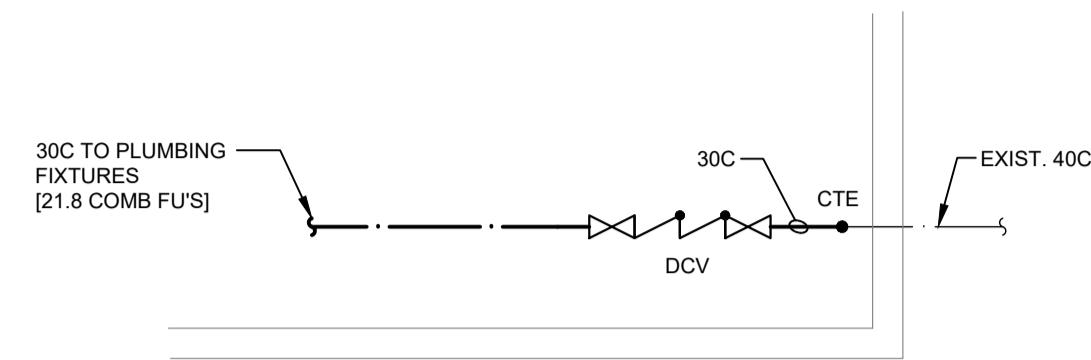 30C TO PLUMBING
FIXTURES
[21.8 COMB FU'S]
30C
CTE
EXIST. 40C
DCV